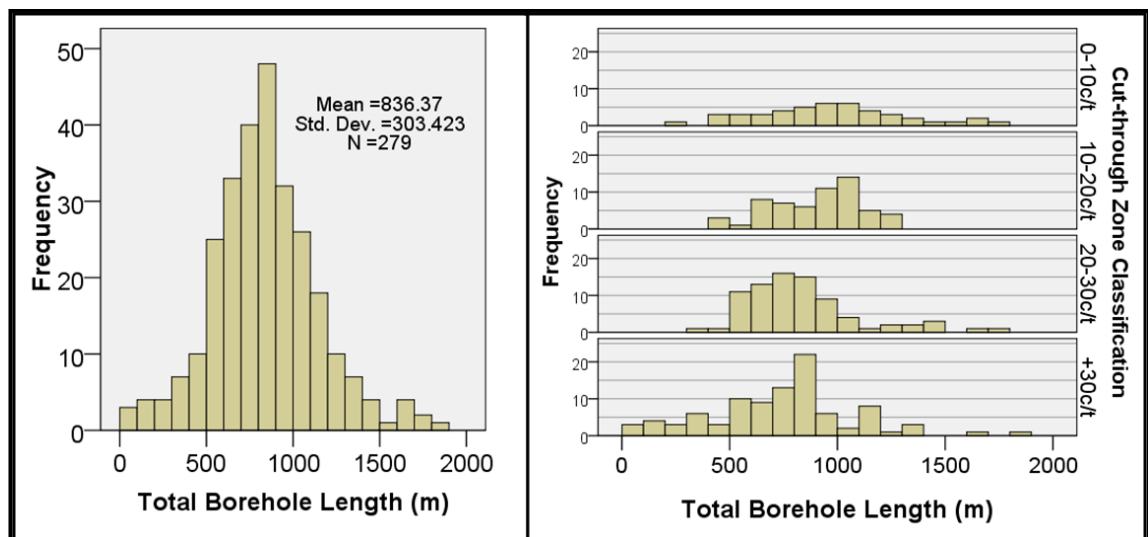 50
40
30
20
10
0
Frequency
Mean =836.37
Std. Dev. =303.423
N =279
0 500 1000 1500 2000
Total Borehole Length (m)
20
10
0
0-10c/t
20
10
0
10-20c/t
20
10
0
20-30c/t
20
10
0
+30c/t
Frequency
Cut-through Zone Classification
0 500 1000 1500 2000
Total Borehole Length (m)